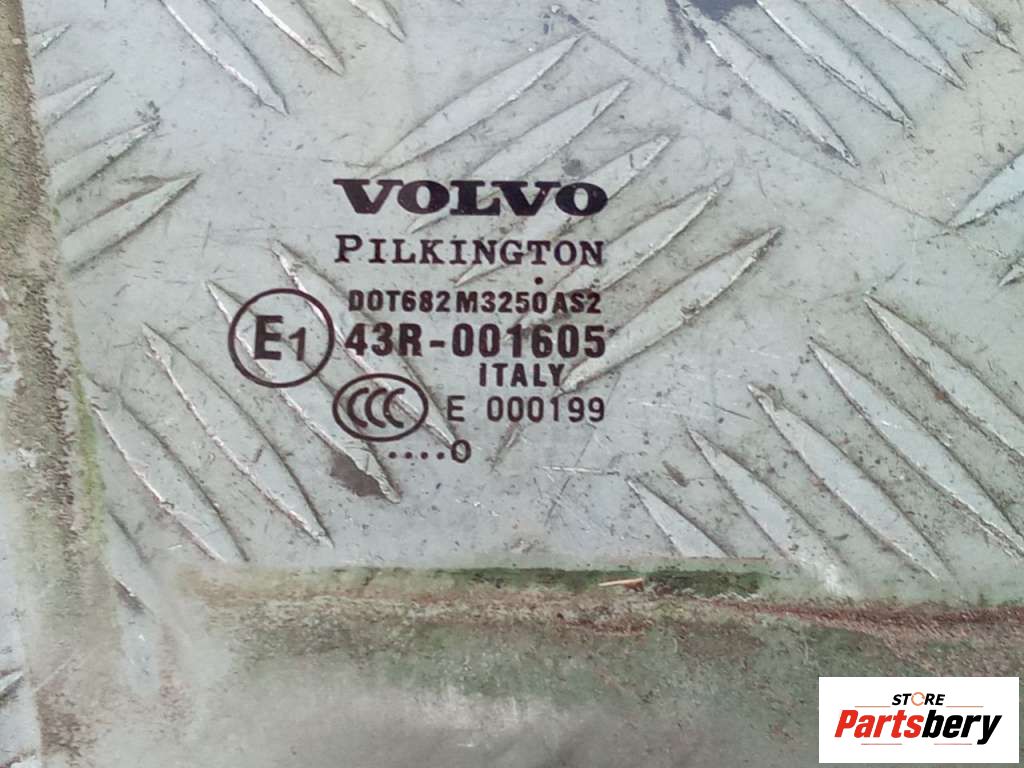 VOLVO
PILKINGTON
.
DOT682 M3250 AS2
E1 43R-001605
ITALY
CCC E 000199
....0
STORE
Partsbery